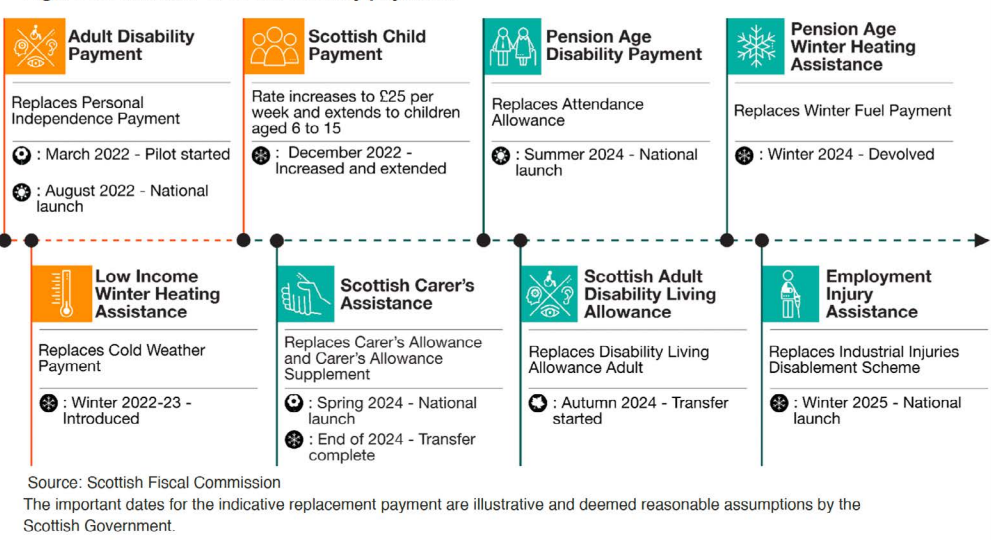 Adult Disability
Payment
Replaces Personal
Independence Payment
: March 2022 - Pilot started
: August 2022 - National
launch
Scottish Child
Payment
Rate increases to £25 per
week and extends to children
aged 6 to 15
: December 2022 -
Increased and extended
Pension Age
Disability Payment
Replaces Attendance
Allowance
: Summer 2024 - National
launch
Pension Age
Winter Heating
Assistance
Replaces Winter Fuel Payment
: Winter 2024 - Devolved
Low Income
Winter Heating
Assistance
Replaces Cold Weather
Payment
: Winter 2022-23 -
Introduced
Scottish Carer's
Assistance
Replaces Carer's Allowance
and Carer's Allowance
Supplement
: Spring 2024 - National
launch
: End of 2024 - Transfer
complete
Scottish Adult
Disability Living
Allowance
Replaces Disability Living
Allowance Adult
: Autumn 2024 - Transfer
started
Employment
Injury
Assistance
Replaces Industrial Injuries
Disablement Scheme
: Winter 2025 - National
launch
Source: Scottish Fiscal Commission
The important dates for the indicative replacement payment are illustrative and deemed reasonable assumptions by the
Scottish Government.